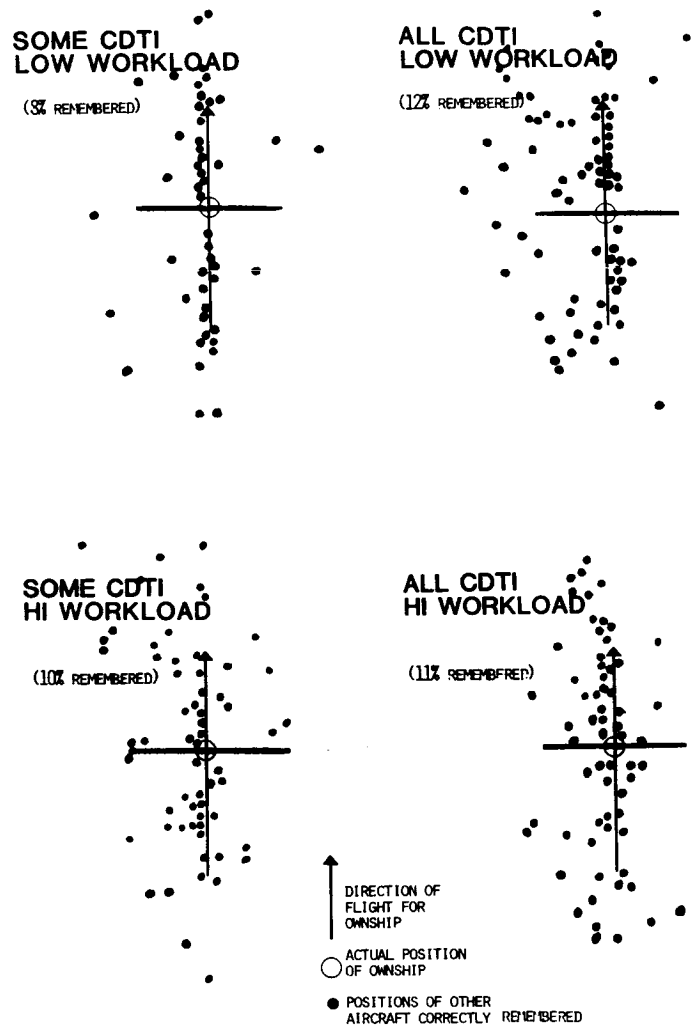 SOME CDTI
LOW WORKLOAD
(3% REMEMBERED)
ALL CDTI
LOW WORKLOAD
(12% REMEMBERED)
SOME CDTI
HI WORKLOAD
(10% REMEMBERED)
ALL CDTI
HI WORKLOAD
(11% REMEMBFRED)
DIRECTION OF
FLIGHT FOR
OWNSHIP
ACTUAL POSITION
OF OWNSHIP
POSITIONS OF OTHER
AIRCRAFT CORRECTLY REMEMBERED